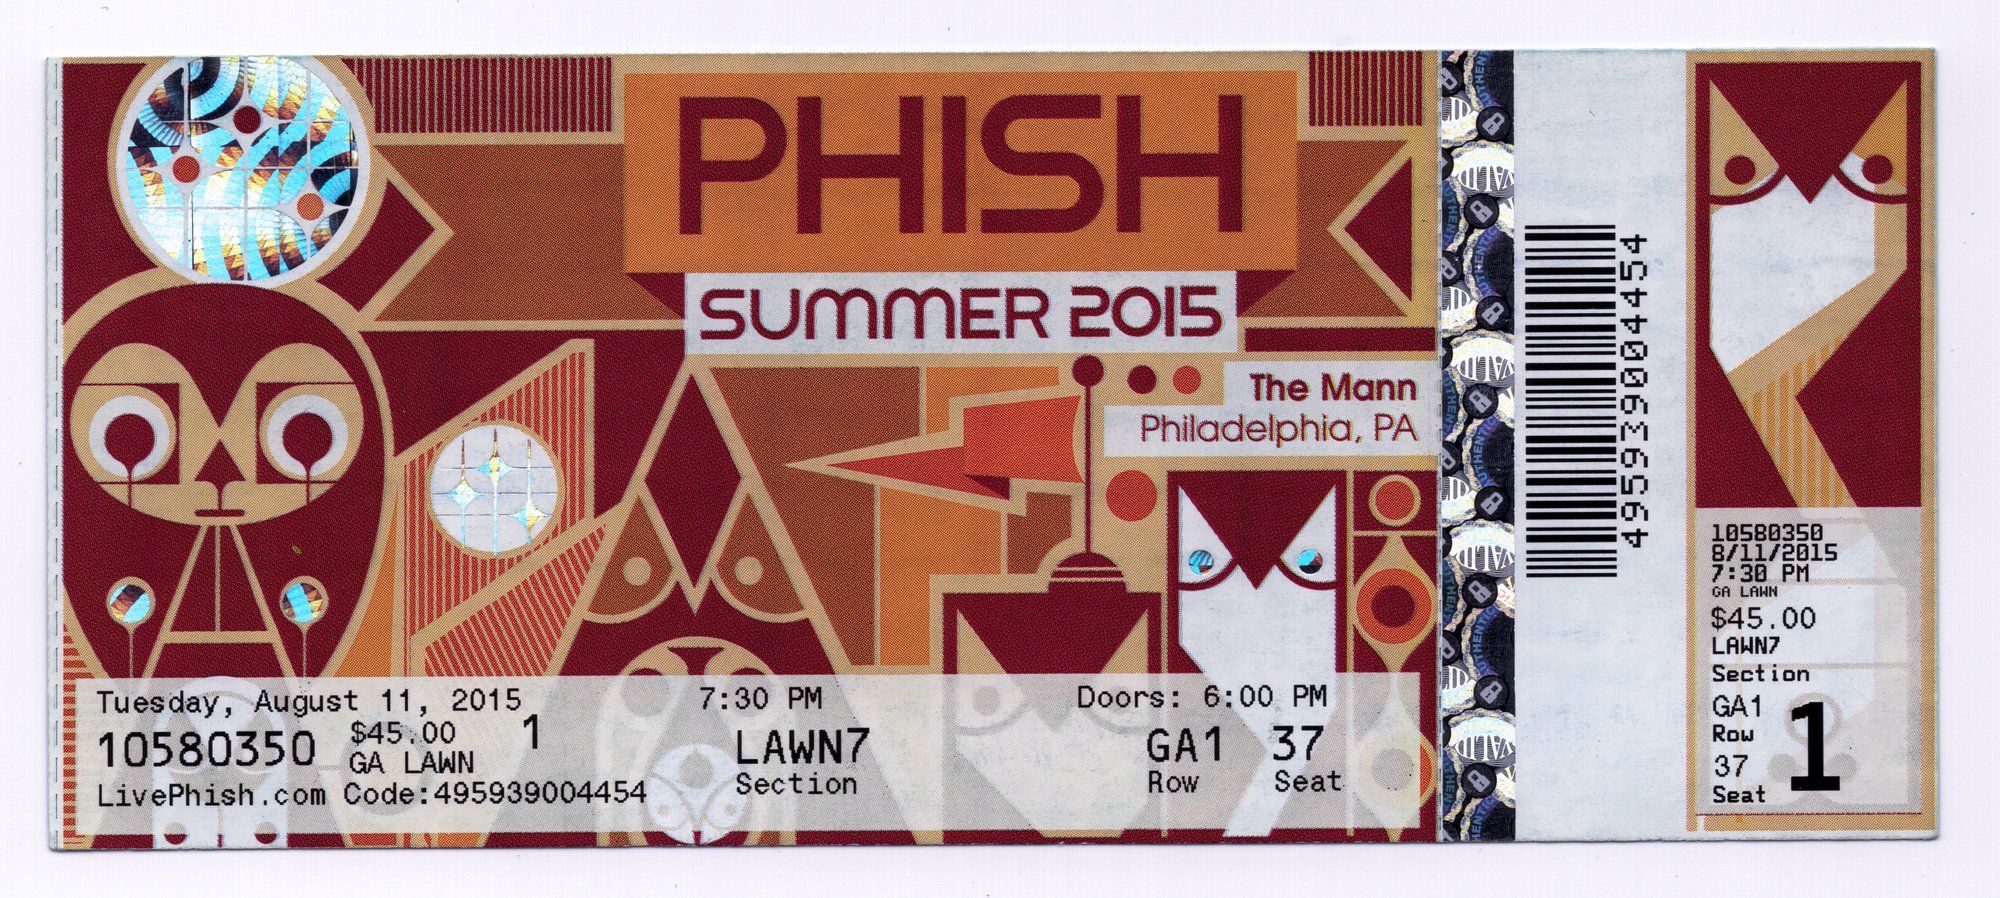 PHISH
SUMMER 2015
The Mann
Philadelphia, PA
Tuesday, August 11, 2015 7:30 PM Doors: 6:00 PM
10580350 $45.00 1 LAWN7 GA1 37
GA LAWN Section Row Seat
LivePhish.com Code:495939004454
VALID
AUTHENTIC
495939004454
10580350
8/11/2015
7:30 PM
GA LAWN
$45.00
LAWN7
Section
GA1
Row
37
Seat
1